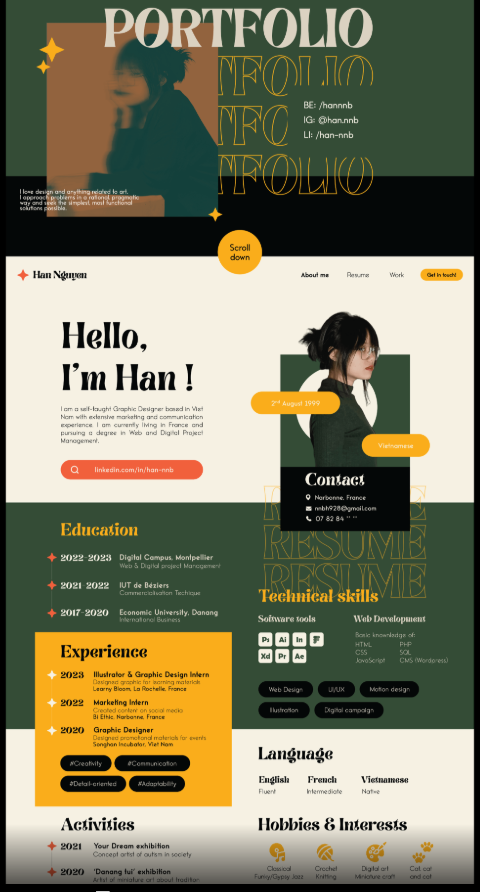 PORTFOLIO
TFOLIO
TFO
TFOLIO
BE: /hannnb
IG: @han.nnb
LI: /han-nnb
I love design and anything related to art.
I approach problems in a rational, pragmatic
way and seek the simplest, most functional
solutions possible.
Scroll
down
Han Nguyen
About me
Resume
Work
Get in touch!
Hello,
I'm Han !
I am a self-taught Graphic Designer based in Viet
Nam with extensive marketing and communication
experience. I am currently living in France and
pursuing a degree in Web and Digital Project
Management.
linkedin.com/in/han-nnb
2nd August 1999
Vietnamese
Contact
Narbonne, France
nnbh928@gmail.com
07 82 84 ** **
RESUME
RESUME
Education
2022-2023 Digital Campus, Montpellier
Web & Digital project Management
2021-2022 IUT de Béziers
Commercialisation Techique
2017-2020 Economic University, Danang
International Business
Experience
2023 Illustrator & Graphic Design Intern
Designed graphic for learning materials
Learny Bloom, La Rochelle, France
2022 Marketing Intern
Created content on social media
Bi Ethic, Narbonne, France
2020 Graphic Designer
Designed promotional materials for events
Songhan Incubator, Viet Nam
#Creativity
#Communication
#Detail-oriented
#Adaptability
Activities
2021 Your Dream exhibition
Concept artist of autism in society
2020 'Danang tui' exhibition
Artist of miniature art about tradition
Technical skills
Software tools
Ps Ai In F
Xd Pr Ae
Web Development
Basic knowledge of:
HTML PHP
CSS SQL
JavaScript CMS (Wordpress)
Web Design
UI/UX
Motion design
Illustration
Digital campaign
Language
English French Vietnamese
Fluent Intermediate Native
Hobbies & Interests
Classical
Funny/Gypsy Jazz
Crochet
Knitting
Digital art
Miniature craft
Cat, cat
and cat